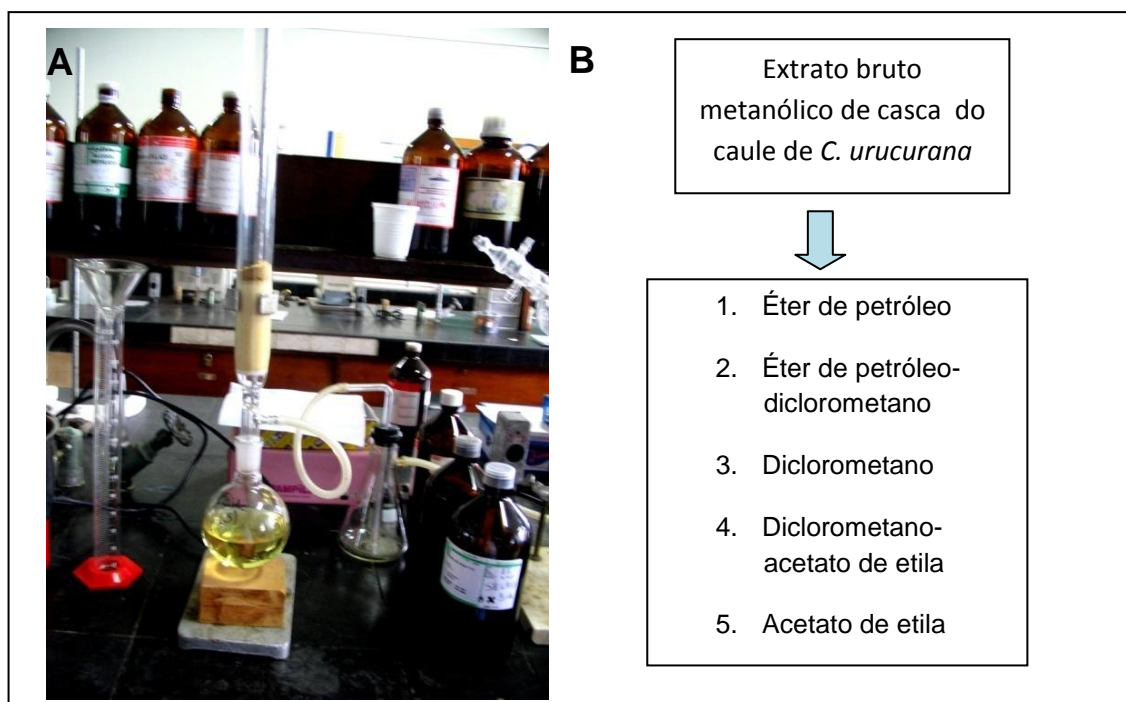 A
B
Extrato bruto
metanólico de casca do
caule de C. urucurana
1. Éter de petróleo
2. Éter de petróleo-
diclorometano
3. Diclorometano
4. Diclorometano-
acetato de etila
5. Acetato de etila